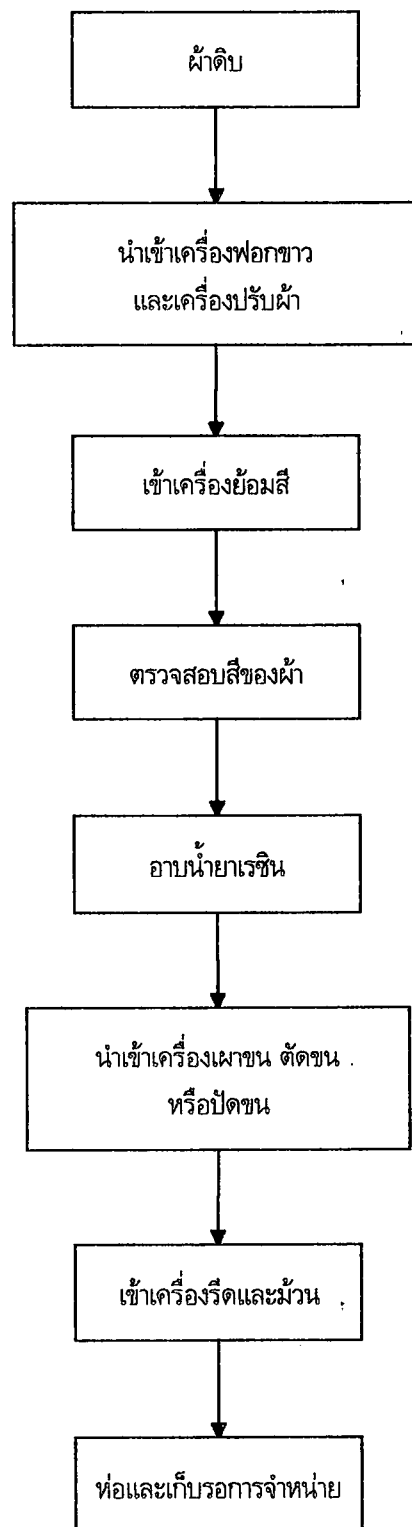 ผ้าดิบ
นำเข้าเครื่องฟอกขาว
และเครื่องปรับผ้า
เข้าเครื่องย้อมสี
ตรวจสอบสีของผ้า
อาบน้ำยาเรซิน
นำเข้าเครื่องเผาขน ตัดขน
หรือปัดขน
เข้าเครื่องรีดและม้วน
ห่อและเก็บรอการจำหน่าย